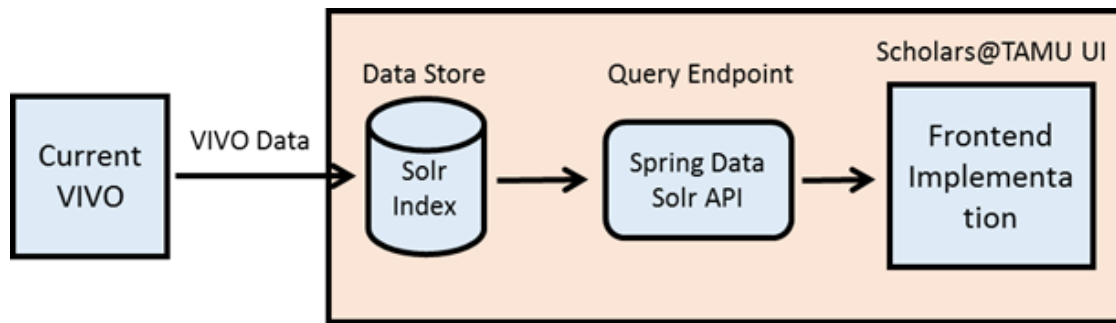 Scholars@TAMU UI
Data Store
Query Endpoint
VIVO Data
Current
VIVO
Solr
Index
Spring Data
Solr API
Frontend
Implementa
tion